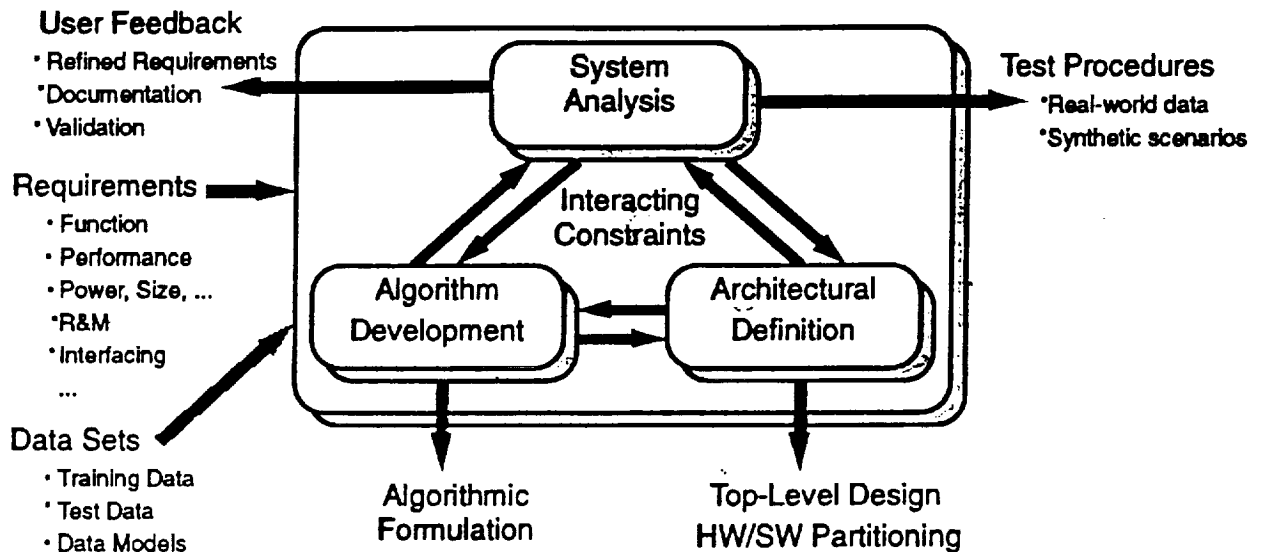 User Feedback
• Refined Requirements
• Documentation
• Validation
Requirements
• Function
• Performance
• Power, Size, ...
• R&M
• Interfacing
...
Data Sets
• Training Data
• Test Data
• Data Models
System
Analysis
Interacting
Constraints
Algorithm
Development
Architectural
Definition
Test Procedures
• Real-world data
• Synthetic scenarios
Algorithmic
Formulation
Top-Level Design
HW/SW Partitioning